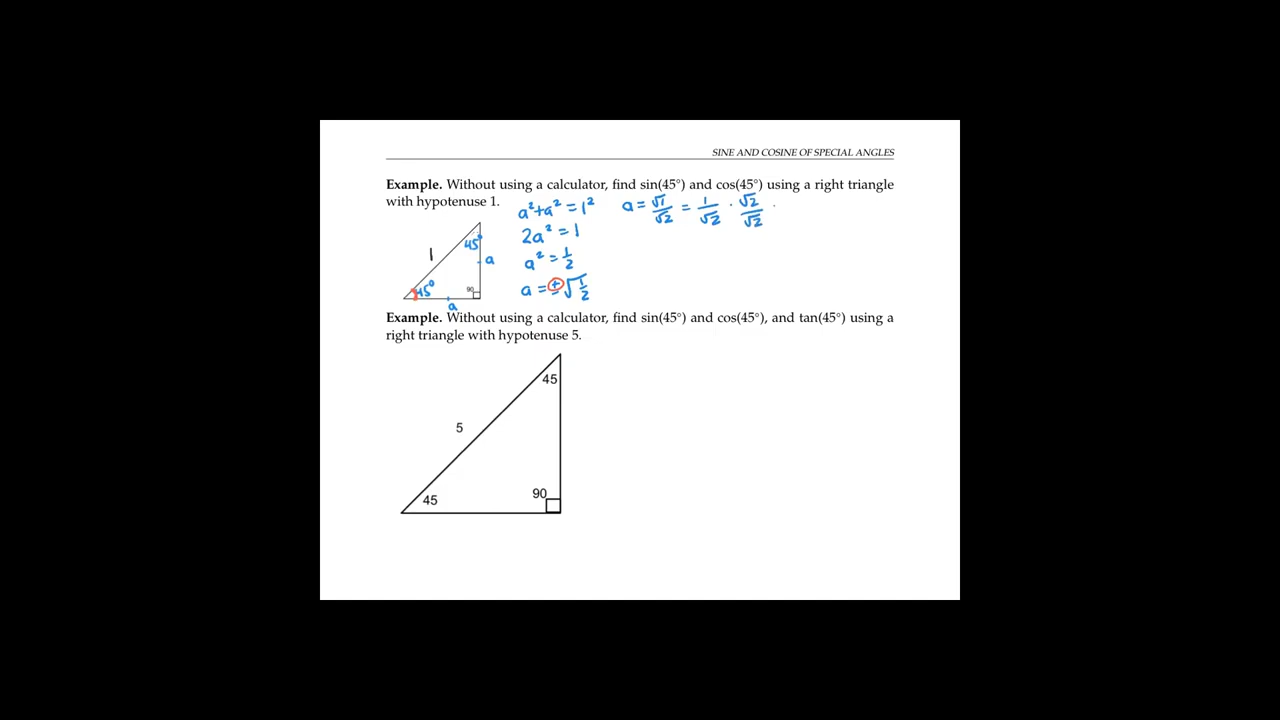 SINE AND COSINE OF SPECIAL ANGLES
Example. Without using a calculator, find sin(45°) and cos(45°) using a right triangle
with hypotenuse 1.
a²+a² = 1²
2a² = 1
a² = 1/2
a = ±√(1/2)
a = √1/√2 = 1/√2 · √2/√2
1
45°
a
45°
90
a
Example. Without using a calculator, find sin(45°) and cos(45°), and tan(45°) using a
right triangle with hypotenuse 5.
45
5
45
90